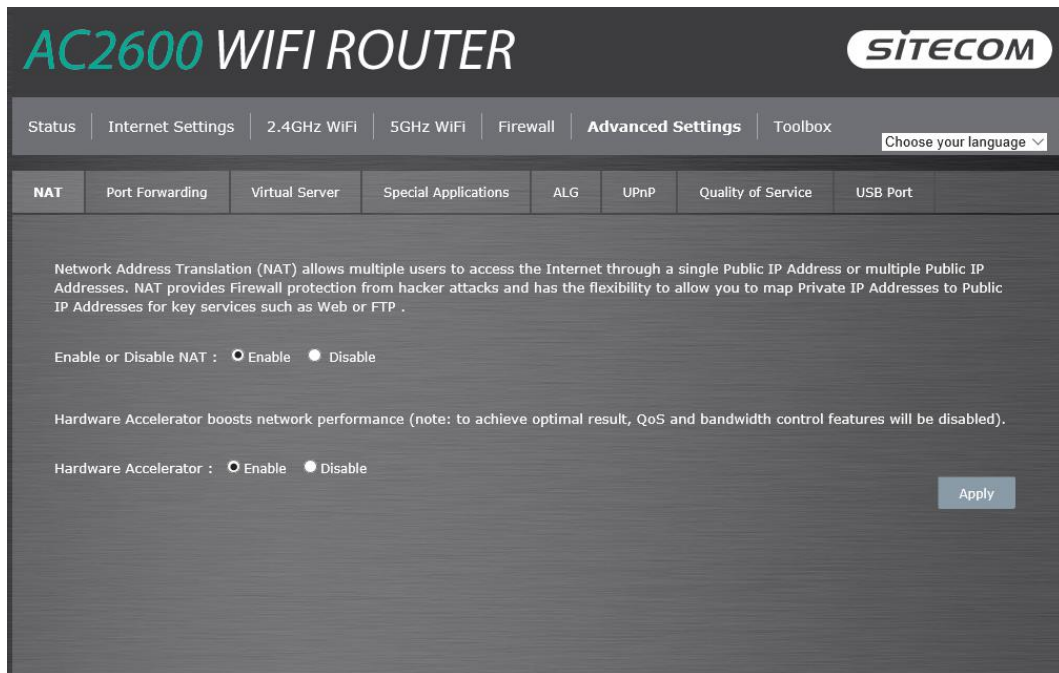 AC2600 WIFI ROUTER
SITECOM
Status Internet Settings 2.4GHz WiFi 5GHz WiFi Firewall Advanced Settings Toolbox
Choose your language
NAT Port Forwarding Virtual Server Special Applications ALG UPnP Quality of Service USB Port
Network Address Translation (NAT) allows multiple users to access the Internet through a single Public IP Address or multiple Public IP
Addresses. NAT provides Firewall protection from hacker attacks and has the flexibility to allow you to map Private IP Addresses to Public
IP Addresses for key services such as Web or FTP .
Enable or Disable NAT : Enable Disable
Hardware Accelerator boosts network performance (note: to achieve optimal result, QoS and bandwidth control features will be disabled).
Hardware Accelerator : Enable Disable
Apply